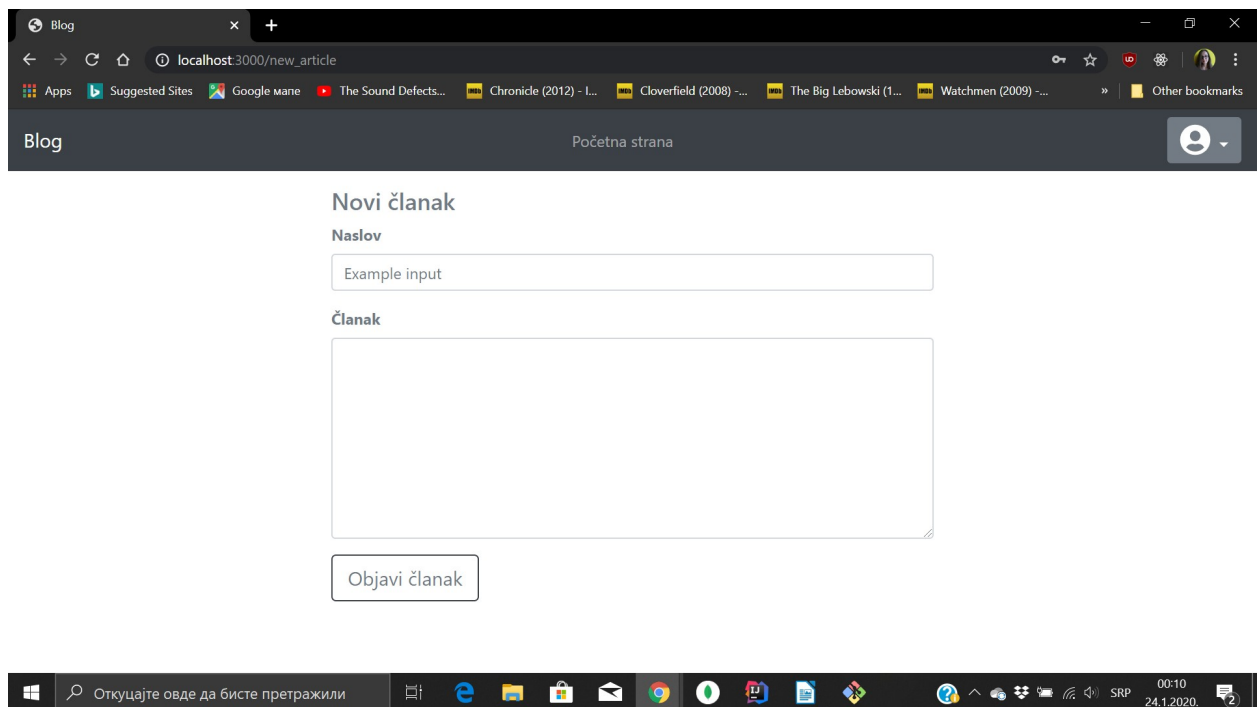 Blog
localhost:3000/new_article
Apps Suggested Sites Google мапе The Sound Defects... Chronicle (2012) - I... Cloverfield (2008) -... The Big Lebowski (1... Watchmen (2009) -... » Other bookmarks
Blog Početna strana
Novi članak
Naslov
Example input
Članak
Objavi članak
Откуцајте овде да бисте претражили SRP 00:10
24.1.2020.